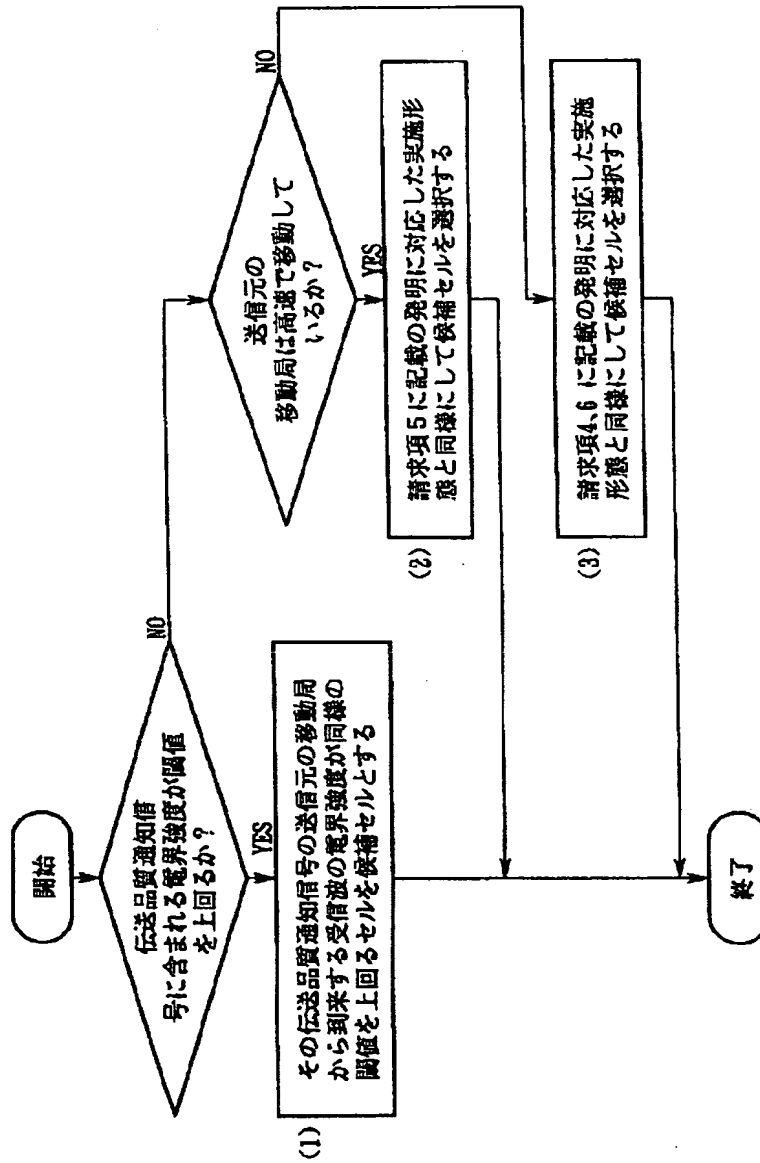 開始
伝送品質通知信
号に含まれる電界強度が閾値
を上回るか?
NO
YES
(1)
その伝送品質通知信号の送信元の移動局
から到来する受信波の電界強度が同様の
閾値を上回るセルを候補セルとする
送信元の
移動局は高速で移動して
いるか?
NO
YES
(2)
請求項5に記載の発明に対応した実施形
態と同様にして候補セルを選択する
(3)
請求項4、6に記載の発明に対応した実施
形態と同様にして候補セルを選択する
終了